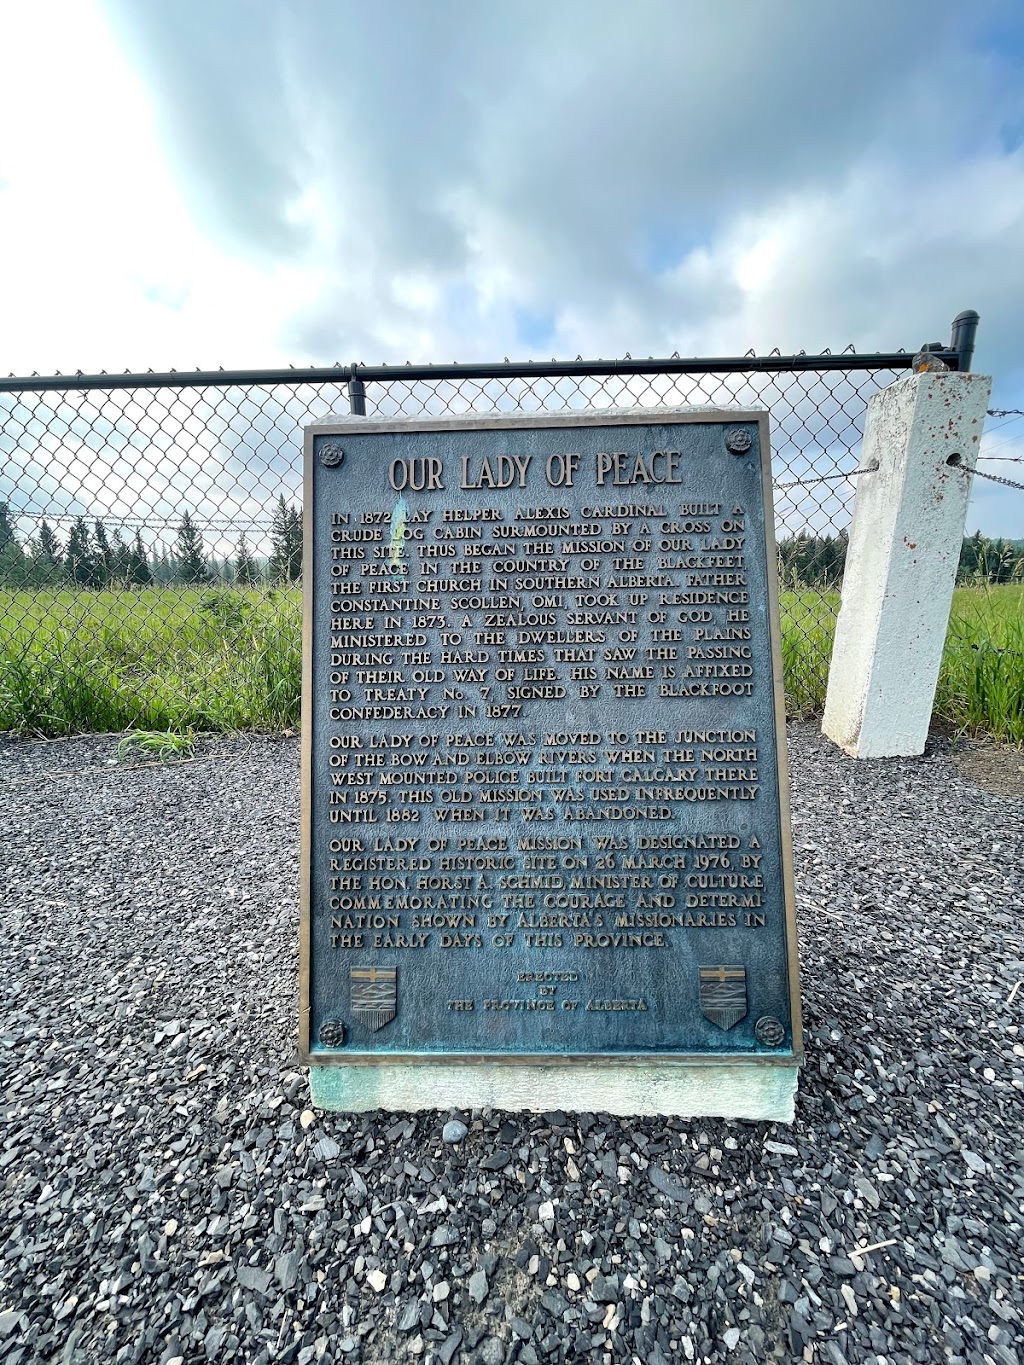 OUR LADY OF PEACE
IN 1872 LAY HELPER ALEXIS CARDINAL BUILT A
CRUDE LOG CABIN SURMOUNTED BY A CROSS ON
THIS SITE. THUS BEGAN THE MISSION OF OUR LADY
OF PEACE IN THE COUNTRY OF THE BLACKFEET,
THE FIRST CHURCH IN SOUTHERN ALBERTA. FATHER
CONSTANTINE SCOLLEN, OMI, TOOK UP RESIDENCE
HERE IN 1873. A ZEALOUS SERVANT OF GOD, HE
MINISTERED TO THE DWELLERS OF THE PLAINS
DURING THE HARD TIMES THAT SAW THE PASSING
OF THEIR OLD WAY OF LIFE. HIS NAME IS AFFIXED
TO TREATY No. 7, SIGNED BY THE BLACKFOOT
CONFEDERACY IN 1877.
OUR LADY OF PEACE WAS MOVED TO THE JUNCTION
OF THE BOW AND ELBOW RIVERS WHEN THE NORTH
WEST MOUNTED POLICE BUILT FORT CALGARY THERE
IN 1875. THIS OLD MISSION WAS USED INFREQUENTLY
UNTIL 1882 WHEN IT WAS ABANDONED.
OUR LADY OF PEACE MISSION WAS DESIGNATED A
REGISTERED HISTORIC SITE ON 26 MARCH 1976, BY
THE HON. HORST A. SCHMID, MINISTER OF CULTURE
COMMEMORATING THE COURAGE AND DETERMI-
NATION SHOWN BY ALBERTA'S MISSIONARIES IN
THE EARLY DAYS OF THIS PROVINCE.
ERECTED
BY
THE PROVINCE OF ALBERTA